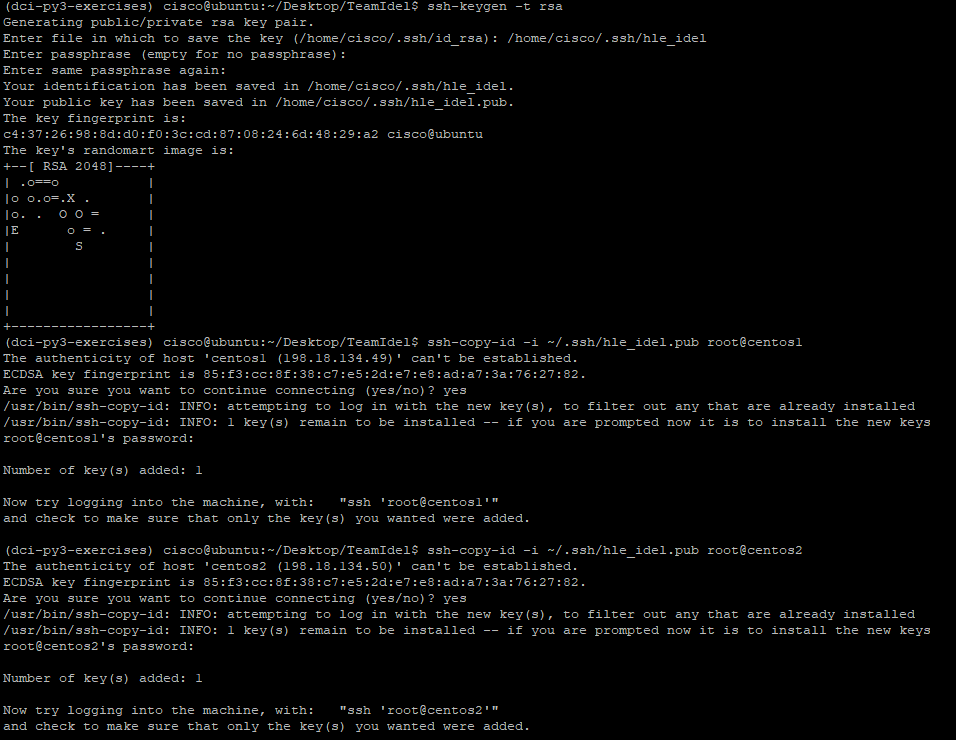 (dci-py3-exercises) cisco@ubuntu:~/Desktop/TeamIdel$ ssh-keygen -t rsa
Generating public/private rsa key pair.
Enter file in which to save the key (/home/cisco/.ssh/id_rsa): /home/cisco/.ssh/hle_idel
Enter passphrase (empty for no passphrase):
Enter same passphrase again:
Your identification has been saved in /home/cisco/.ssh/hle_idel.
Your public key has been saved in /home/cisco/.ssh/hle_idel.pub.
The key fingerprint is:
c4:37:26:98:8d:d0:f0:3c:cd:87:08:24:6d:48:29:a2 cisco@ubuntu
The key's randomart image is:
+--[ RSA 2048]----+
| .o==o           |
|o o.o=.X .       |
|o. .  O O =      |
|E      o = .     |
|        S        |
|                 |
|                 |
|                 |
|                 |
+-----------------+
(dci-py3-exercises) cisco@ubuntu:~/Desktop/TeamIdel$ ssh-copy-id -i ~/.ssh/hle_idel.pub root@centos1
The authenticity of host 'centos1 (198.18.134.49)' can't be established.
ECDSA key fingerprint is 85:f3:cc:8f:38:c7:e5:2d:e7:e8:ad:a7:3a:76:27:82.
Are you sure you want to continue connecting (yes/no)? yes
/usr/bin/ssh-copy-id: INFO: attempting to log in with the new key(s), to filter out any that are already installed
/usr/bin/ssh-copy-id: INFO: 1 key(s) remain to be installed -- if you are prompted now it is to install the new keys
root@centos1's password:

Number of key(s) added: 1

Now try logging into the machine, with:   "ssh 'root@centos1'"
and check to make sure that only the key(s) you wanted were added.

(dci-py3-exercises) cisco@ubuntu:~/Desktop/TeamIdel$ ssh-copy-id -i ~/.ssh/hle_idel.pub root@centos2
The authenticity of host 'centos2 (198.18.134.50)' can't be established.
ECDSA key fingerprint is 85:f3:cc:8f:38:c7:e5:2d:e7:e8:ad:a7:3a:76:27:82.
Are you sure you want to continue connecting (yes/no)? yes
/usr/bin/ssh-copy-id: INFO: attempting to log in with the new key(s), to filter out any that are already installed
/usr/bin/ssh-copy-id: INFO: 1 key(s) remain to be installed -- if you are prompted now it is to install the new keys
root@centos2's password:

Number of key(s) added: 1

Now try logging into the machine, with:   "ssh 'root@centos2'"
and check to make sure that only the key(s) you wanted were added.